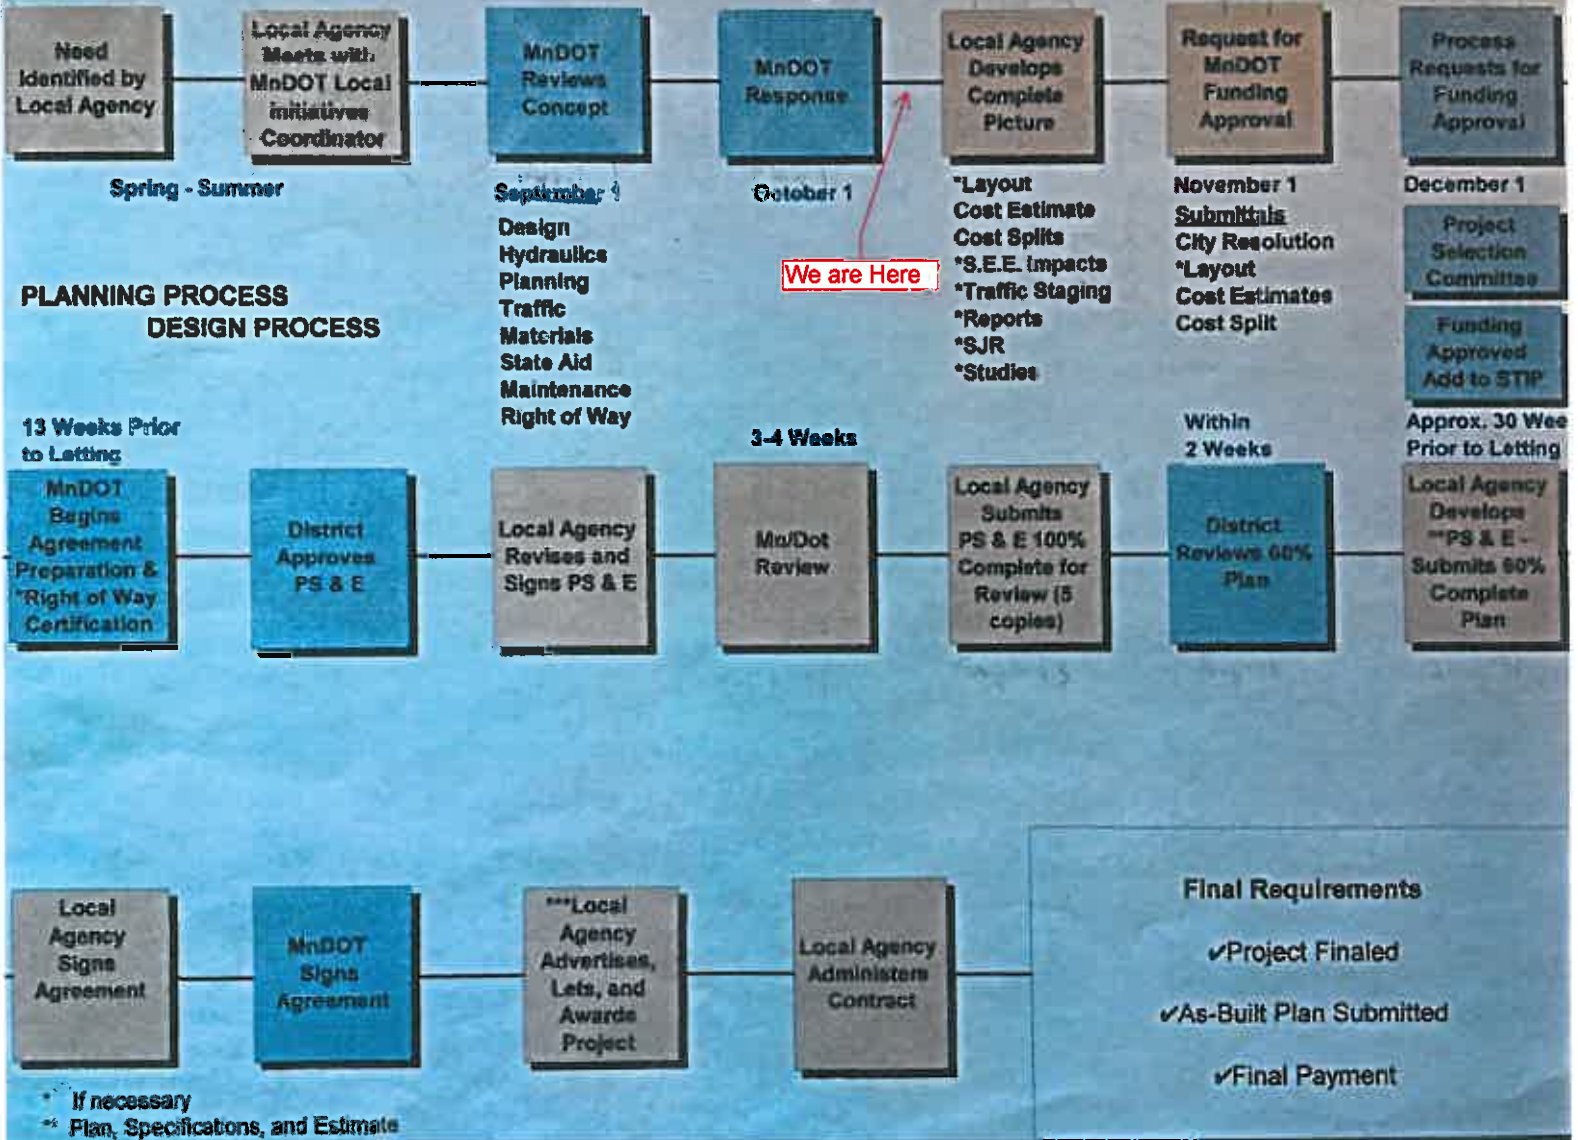 Need
Identified by
Local Agency
Local Agency
Meets with
MnDOT Local
Initiatives
Coordinator
MnDOT
Reviews
Concept
MnDOT
Response
Local Agency
Develops
Complete
Picture
Request for
MnDOT
Funding
Approval
Process
Requests for
Funding
Approval
Spring - Summer
September 1
Design
Hydraulics
Planning
Traffic
Materials
State Aid
Maintenance
Right of Way
October 1
We are Here
*Layout
Cost Estimate
Cost Splits
*S.E.E. Impacts
*Traffic Staging
*Reports
*SJR
*Studies
November 1
Submittals
City Resolution
*Layout
Cost Estimates
Cost Split
December 1
Project
Selection
Committee
Funding
Approved
Add to STIP
PLANNING PROCESS
DESIGN PROCESS
13 Weeks Prior
to Letting
MnDOT
Begins
Agreement
Preparation &
*Right of Way
Certification
District
Approves
PS & E
Local Agency
Revises and
Signs PS & E
3-4 Weeks
Mn/Dot
Review
Local Agency
Submits
PS & E 100%
Complete for
Review (5
copies)
Within
2 Weeks
District
Reviews 60%
Plan
Approx. 30 Wee
Prior to Letting
Local Agency
Develops
**PS & E -
Submits 60%
Complete
Plan
Local
Agency
Signs
Agreement
MnDOT
Signs
Agreement
***Local
Agency
Advertises,
Lets, and
Awards
Project
Local Agency
Administers
Contract
Final Requirements
✔Project Finaled
✔As-Built Plan Submitted
✔Final Payment
* If necessary
** Plan, Specifications, and Estimate